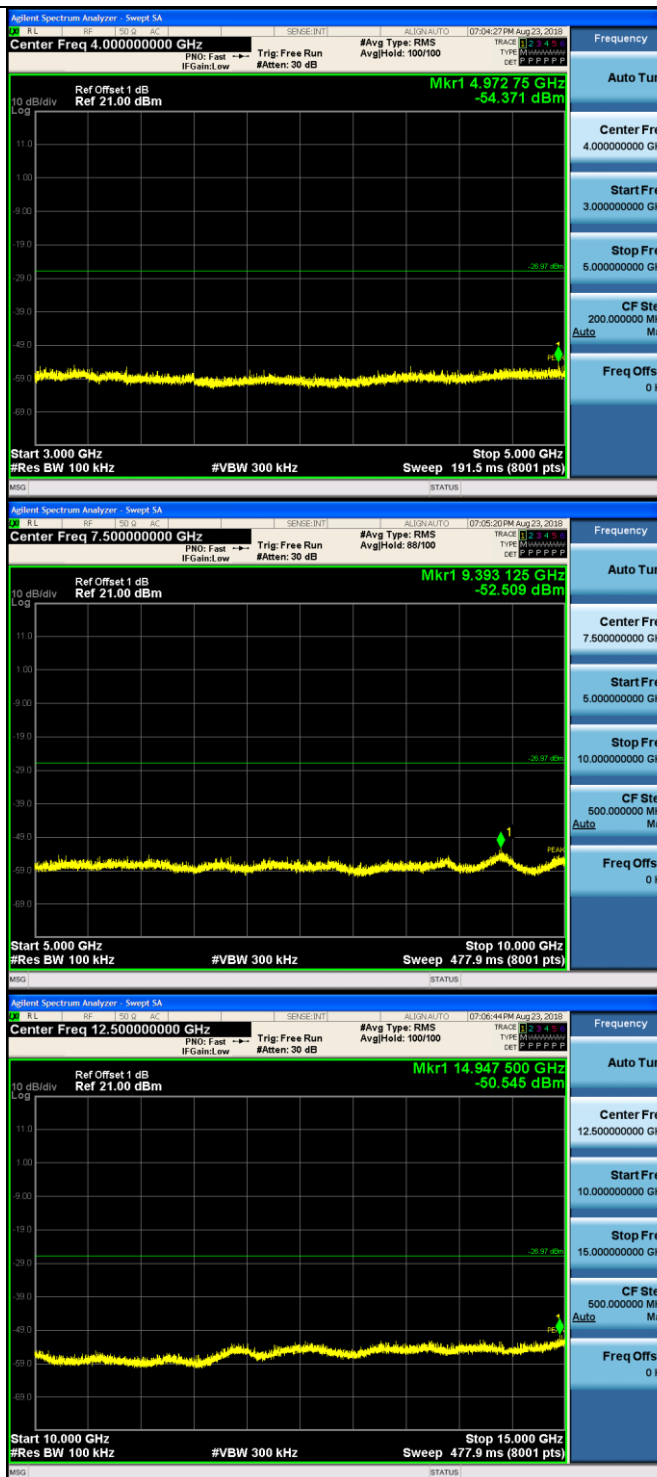 Agilent Spectrum Analyzer - Swept SA
RL RF 50 Ω AC SENSE:INT ALIGNAUTO 07:04:27 PM Aug 23, 2018
Center Freq 4.000000000 GHz #Avg Type: RMS TRACE 1 2 3 4 5 6
PNO: Fast Trig: Free Run Avg|Hold: 100/100 TYPE M
IFGain:Low #Atten: 30 dB DET P P P P P P
Frequency
Auto Tu
Mkr1 4.972 75 GHz
-54.371 dBm
Ref Offset 1 dB
10 dB/div Ref 21.00 dBm
Log
11.0
1.00
-9.00
-19.0
-26.97 dBm
-29.0
-39.0
-49.0
1
PEAK
-59.0
-69.0
Center Fre
4.000000000 G
Start Fre
3.000000000 G
Stop Fre
5.000000000 G
CF Ste
200.000000 M
Auto Ma
Freq Offs
0
Start 3.000 GHz Stop 5.000 GHz
#Res BW 100 kHz #VBW 300 kHz Sweep 191.5 ms (8001 pts)
MSG STATUS
Agilent Spectrum Analyzer - Swept SA
RL RF 50 Ω AC SENSE:INT ALIGNAUTO 07:05:20 PM Aug 23, 2018
Center Freq 7.500000000 GHz #Avg Type: RMS TRACE 1 2 3 4 5 6
PNO: Fast Trig: Free Run Avg|Hold: 88/100 TYPE M
IFGain:Low #Atten: 30 dB DET P P P P P P
Frequency
Auto Tu
Mkr1 9.393 125 GHz
-52.509 dBm
Ref Offset 1 dB
10 dB/div Ref 21.00 dBm
Log
11.0
1.00
-9.00
-19.0
-26.97 dBm
-29.0
-39.0
-49.0
1
PEAK
-59.0
-69.0
Center Fre
7.500000000 G
Start Fre
5.000000000 G
Stop Fre
10.000000000 G
CF Ste
500.000000 M
Auto Ma
Freq Offs
0
Start 5.000 GHz Stop 10.000 GHz
#Res BW 100 kHz #VBW 300 kHz Sweep 477.9 ms (8001 pts)
MSG STATUS
Agilent Spectrum Analyzer - Swept SA
RL RF 50 Ω AC SENSE:INT ALIGNAUTO 07:06:44 PM Aug 23, 2018
Center Freq 12.500000000 GHz #Avg Type: RMS TRACE 1 2 3 4 5 6
PNO: Fast Trig: Free Run Avg|Hold: 100/100 TYPE M
IFGain:Low #Atten: 30 dB DET P P P P P P
Frequency
Auto Tu
Mkr1 14.947 500 GHz
-50.545 dBm
Ref Offset 1 dB
10 dB/div Ref 21.00 dBm
Log
11.0
1.00
-9.00
-19.0
-26.97 dBm
-29.0
-39.0
-49.0
1
PEAK
-59.0
-69.0
Center Fre
12.500000000 G
Start Fre
10.000000000 G
Stop Fre
15.000000000 G
CF Ste
500.000000 M
Auto Ma
Freq Offs
0
Start 10.000 GHz Stop 15.000 GHz
#Res BW 100 kHz #VBW 300 kHz Sweep 477.9 ms (8001 pts)
MSG STATUS